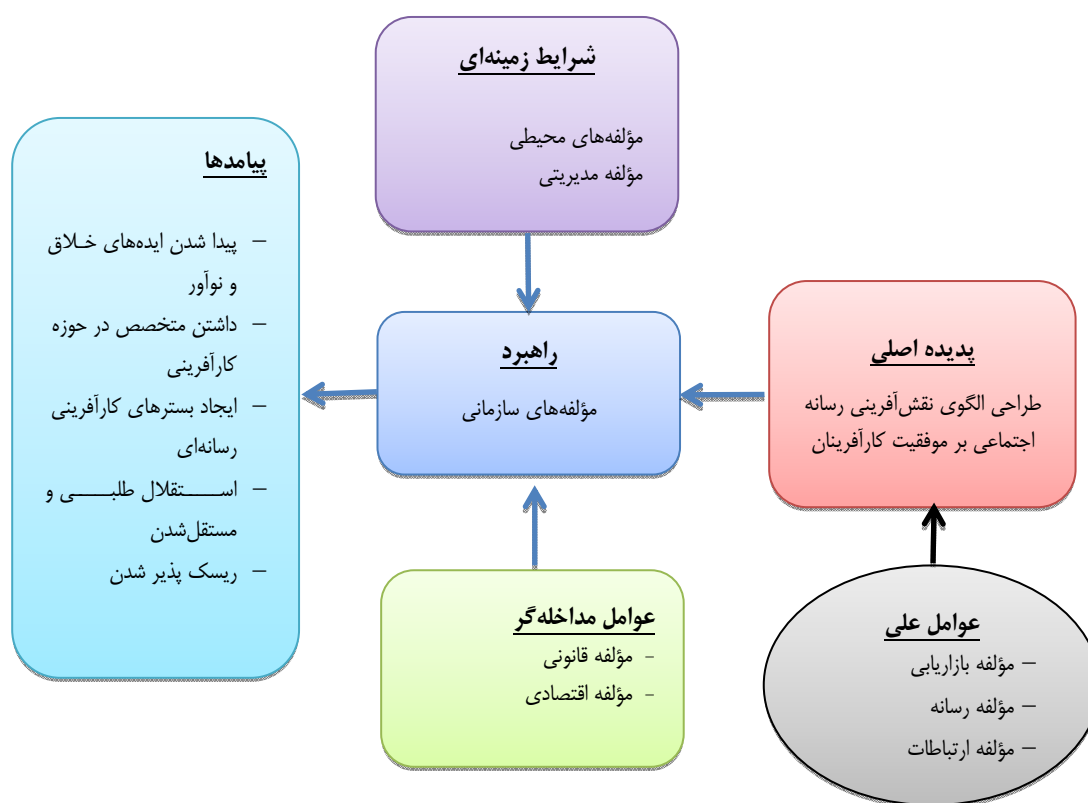 شرایط زمینه‌ای
مؤلفه‌های محیطی
مؤلفه مدیریتی
پدیده اصلی
طراحی الگوی نقش‌آفرینی رسانه
اجتماعی بر موفقیت کارآفرینان
راهبرد
مؤلفه‌های سازمانی
پیامدها
– پیدا شدن ایده‌های خـلاق
و نوآور
– داشتن متخصص در حوزه
کارآفرینی
– ایجاد بسترهای کارآفرینی
رسانه‌ای
– اســـــتقلال طلبـــــی و
مستقل‌شدن
– ریسک پذیر شدن
عوامل علی
– مؤلفه بازاریابی
– مؤلفه رسانه
– مؤلفه ارتباطات
عوامل مداخله‌گر
- مؤلفه قانونی
- مؤلفه اقتصادی